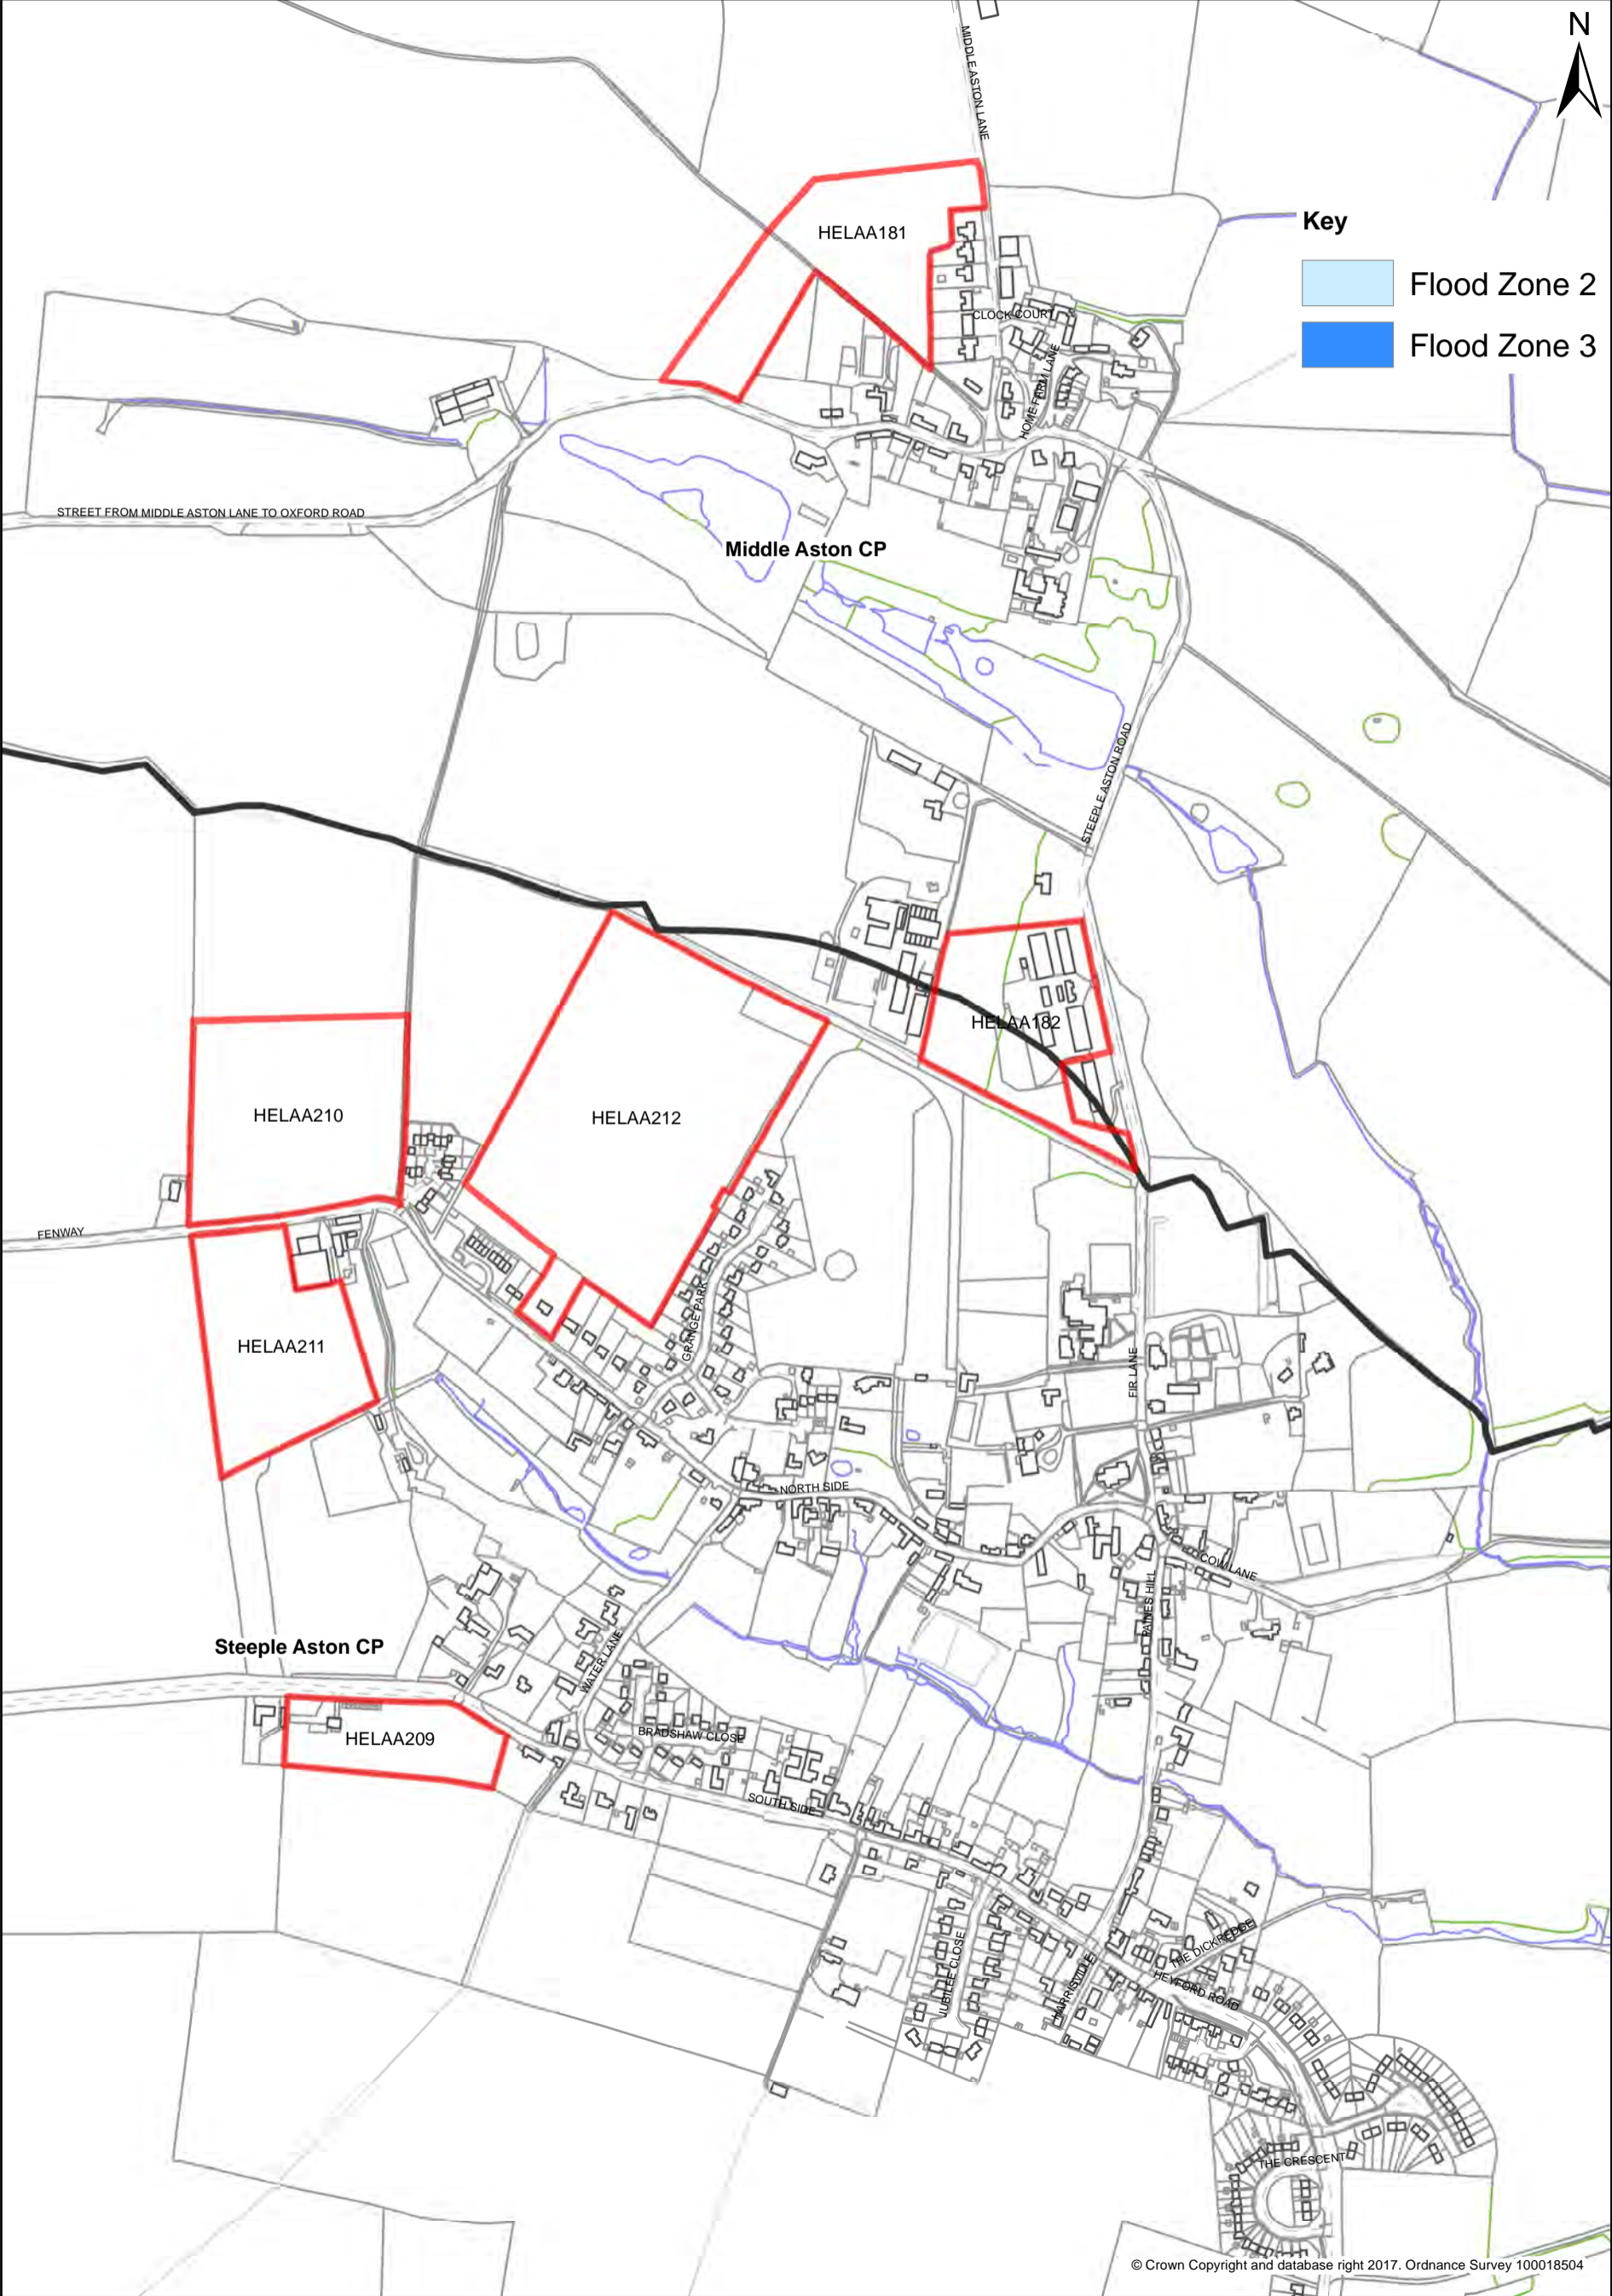 N
MIDDLE ASTON LANE
HELAA181
Key
Flood Zone 2
CLOCK COURT
Flood Zone 3
HOME FARM LANE
STREET FROM MIDDLE ASTON LANE TO OXFORD ROAD
Middle Aston CP
STEEPLE ASTON ROAD
HELAA182
HELAA210
HELAA212
FENWAY
GRANGE PARK
HELAA211
FIR LANE
NORTH SIDE
COW LANE
PAINES HILL
Steeple Aston CP
WATER LANE
BRADSHAW CLOSE
HELAA209
SOUTH SIDE
JUBILEE CLOSE
THE DICKREDGE
HARRISVILLE
HEYFORD ROAD
THE CRESCENT
© Crown Copyright and database right 2017. Ordnance Survey 100018504